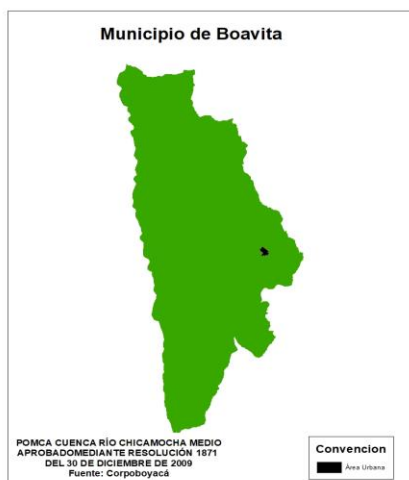 Municipio de Boavita
POMCA CUENCA RÍO CHICAMOCHA MEDIO
APROBADOMEDIANTE RESOLUCIÓN 1871
DEL 30 DE DICIEMBRE DE 2009
Fuente: Corpoboyacá
Convencion
Área Urbana